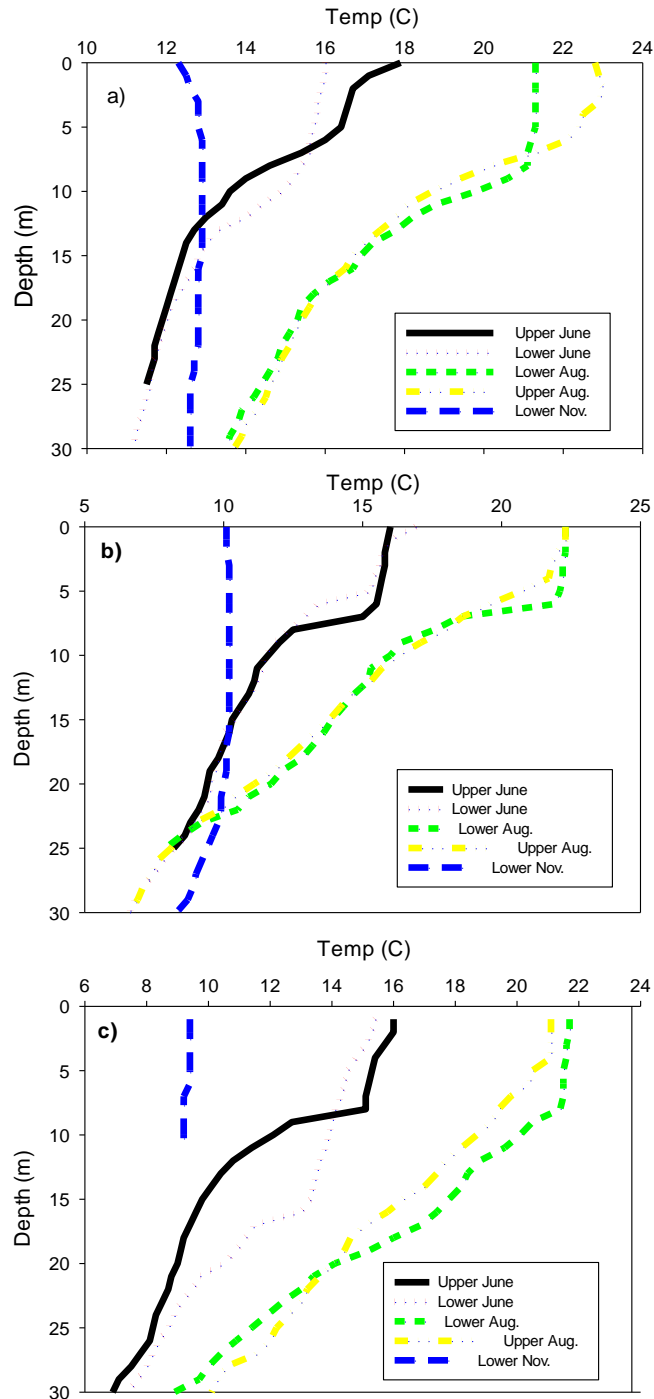 Temp (C)
10 12 14 16 18 20 22 24
a)
Depth (m)
0
5
10
15
20
25
30
Upper June
Lower June
Lower Aug.
Upper Aug.
Lower Nov.
Temp (C)
5 10 15 20 25
b)
Depth (m)
0
5
10
15
20
25
30
Upper June
Lower June
Lower Aug.
Upper Aug.
Lower Nov.
Temp (C)
6 8 10 12 14 16 18 20 22 24
c)
Depth (m)
0
5
10
15
20
25
30
Upper June
Lower June
Lower Aug.
Upper Aug.
Lower Nov.